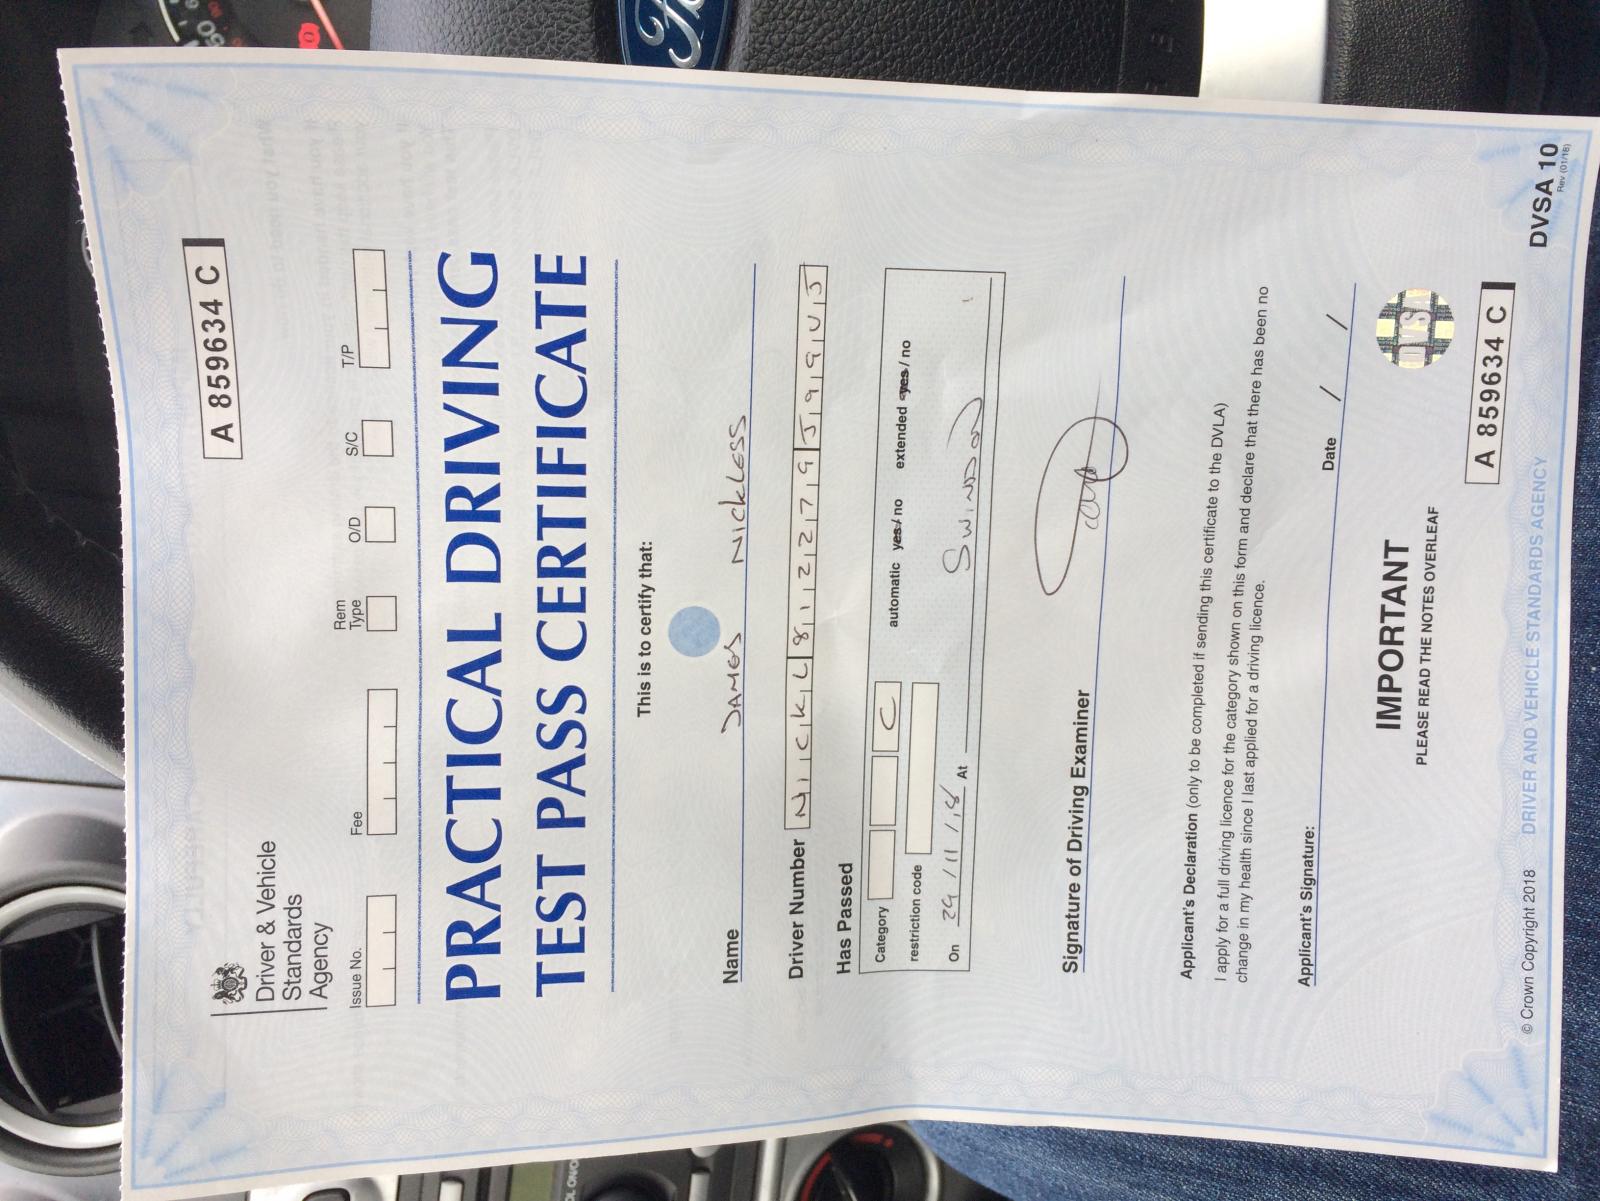 A 859634 C
Driver & Vehicle
Standards
Agency
Issue No. Fee Rem Type O/D S/C T/P
PRACTICAL DRIVING
TEST PASS CERTIFICATE
This is to certify that:
Name JAMES NICKLESS
Driver Number NICKL812279J99UJ
Has Passed
Category C automatic yes/no extended yes/no
restriction code
On 29/11/18 At SWINDON
Signature of Driving Examiner
Applicant's Declaration (only to be completed if sending this certificate to the DVLA)
I apply for a full driving licence for the category shown on this form and declare that there has been no
change in my health since I last applied for a driving licence.
Applicant's Signature: Date / /
IMPORTANT
PLEASE READ THE NOTES OVERLEAF
DVSA
A 859634 C
© Crown Copyright 2018 DRIVER AND VEHICLE STANDARDS AGENCY
DVSA 10
Rev (01/18)